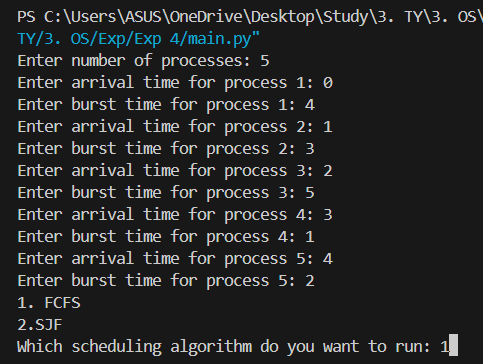 PS C:\Users\ASUS\OneDrive\Desktop\Study\3. TY\3. OS\
TY/3. OS/Exp/Exp 4/main.py"
Enter number of processes: 5
Enter arrival time for process 1: 0
Enter burst time for process 1: 4
Enter arrival time for process 2: 1
Enter burst time for process 2: 3
Enter arrival time for process 3: 2
Enter burst time for process 3: 5
Enter arrival time for process 4: 3
Enter burst time for process 4: 1
Enter arrival time for process 5: 4
Enter burst time for process 5: 2
1. FCFS
2.SJF
Which scheduling algorithm do you want to run: 1